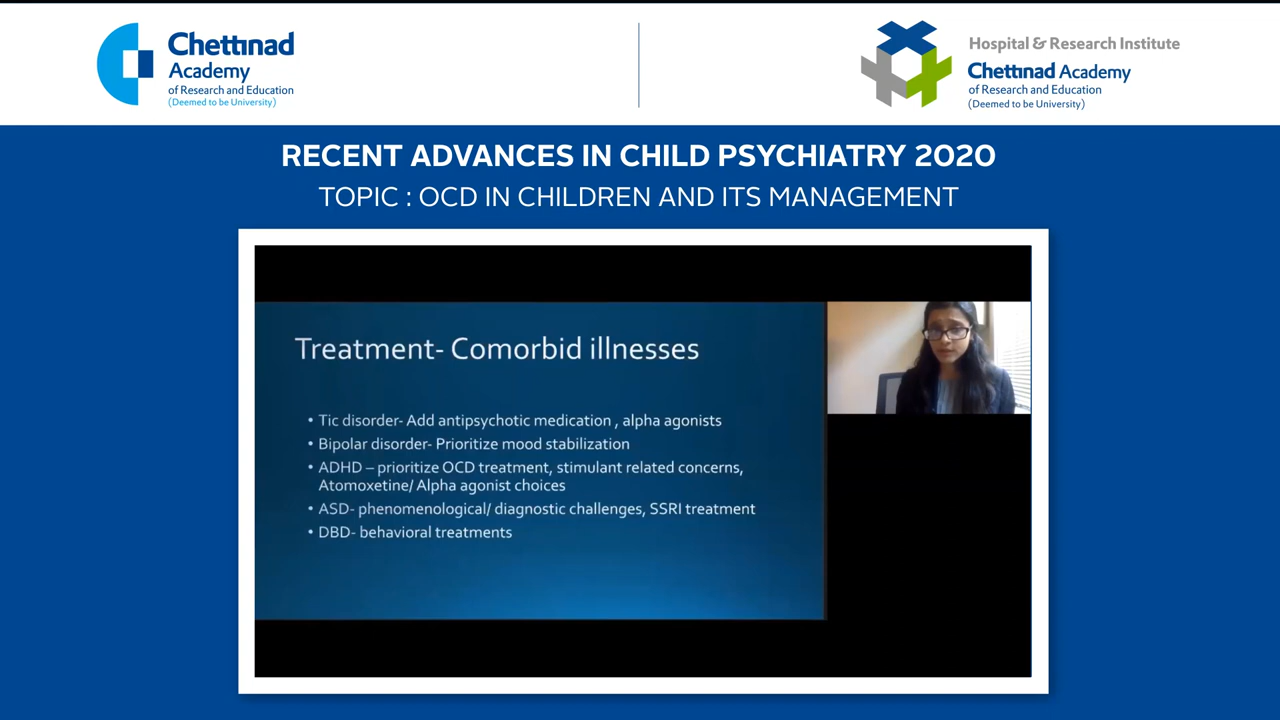 Chettinad
Academy
of Research and Education
(Deemed to be University)
Hospital & Research Institute
Chettinad Academy
of Research and Education
(Deemed to be University)
RECENT ADVANCES IN CHILD PSYCHIATRY 2020
TOPIC : OCD IN CHILDREN AND ITS MANAGEMENT
Treatment- Comorbid illnesses
• Tic disorder- Add antipsychotic medication , alpha agonists
• Bipolar disorder- Prioritize mood stabilization
• ADHD – prioritize OCD treatment, stimulant related concerns,
Atomoxetine/ Alpha agonist choices
• ASD- phenomenological/ diagnostic challenges, SSRI treatment
• DBD- behavioral treatments